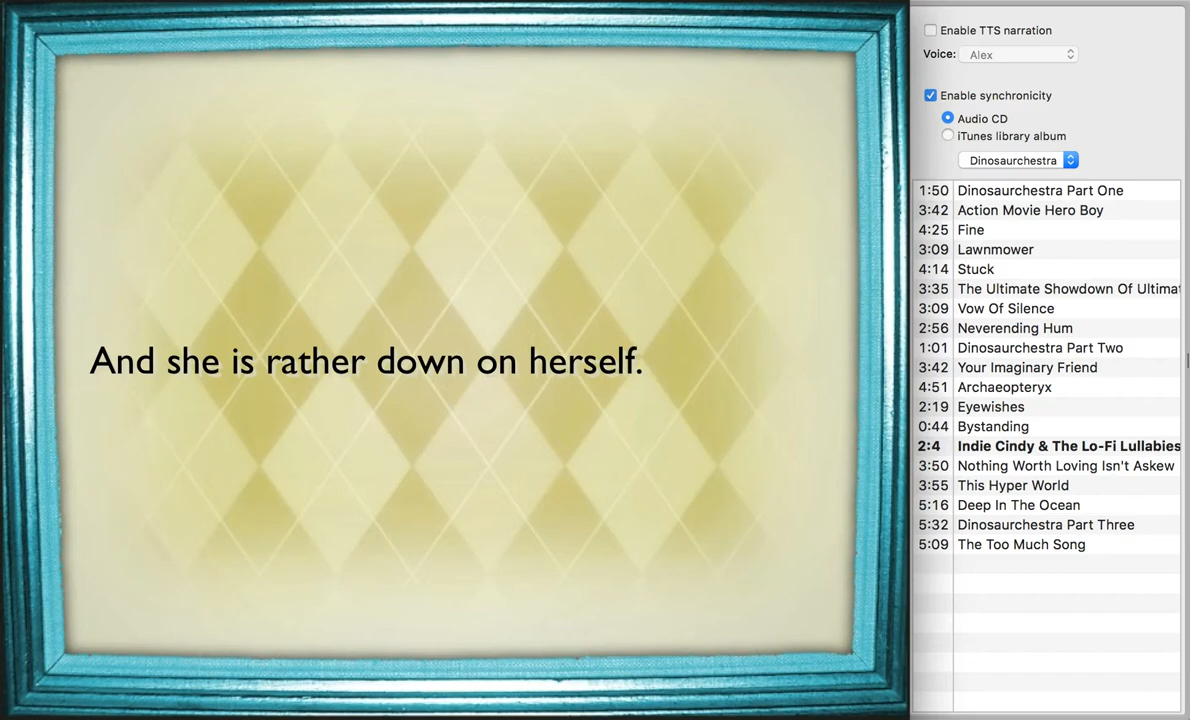 And she is rather down on herself.
Enable TTS narration
Voice: Alex
Enable synchronicity
Audio CD
iTunes library album
Dinosaurchestra
1:50 Dinosaurchestra Part One
3:42 Action Movie Hero Boy
4:25 Fine
3:09 Lawnmower
4:14 Stuck
3:35 The Ultimate Showdown Of Ultimat
3:09 Vow Of Silence
2:56 Neverending Hum
1:01 Dinosaurchestra Part Two
3:42 Your Imaginary Friend
4:51 Archaeopteryx
2:19 Eyewishes
0:44 Bystanding
2:4 Indie Cindy & The Lo-Fi Lullabies
3:50 Nothing Worth Loving Isn't Askew
3:55 This Hyper World
5:16 Deep In The Ocean
5:32 Dinosaurchestra Part Three
5:09 The Too Much Song